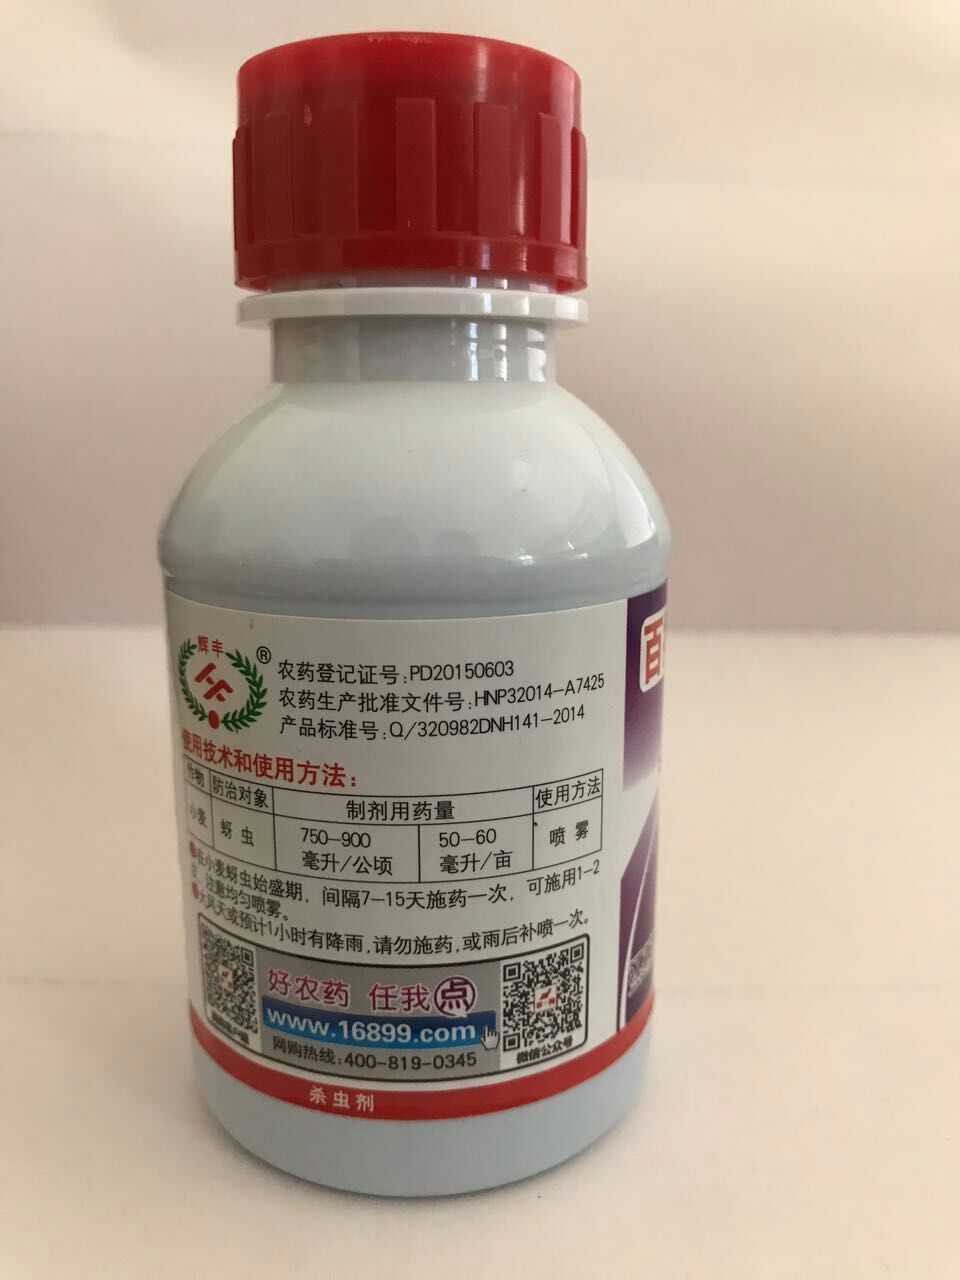 辉丰
®
农药登记证号:PD20150603
农药生产批准文件号:HNP32014-A7425
产品标准号:Q/320982DNH141-2014
使用技术和使用方法:
作物 防治对象 制剂用药量 使用方法
小麦 蚜虫 750-900 毫升/公顷 50-60 毫升/亩 喷雾
●在小麦蚜虫始盛期,间隔7-15天施药一次,可施用1-2
次,注意均匀喷雾。
●大风天或预计1小时有降雨,请勿施药,或雨后补喷一次。
好农药 任我点
www.16899.com
网购热线:400-819-0345
微信公众号
杀虫剂
百